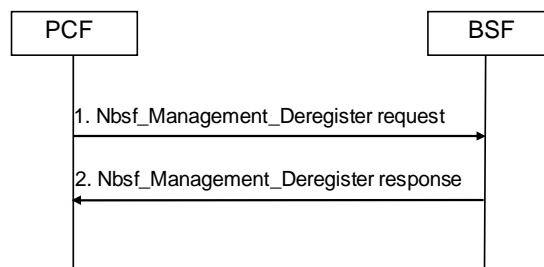 PCF
BSF
1. Nbsf_Management_Deregister request
2. Nbsf_Management_Deregister response